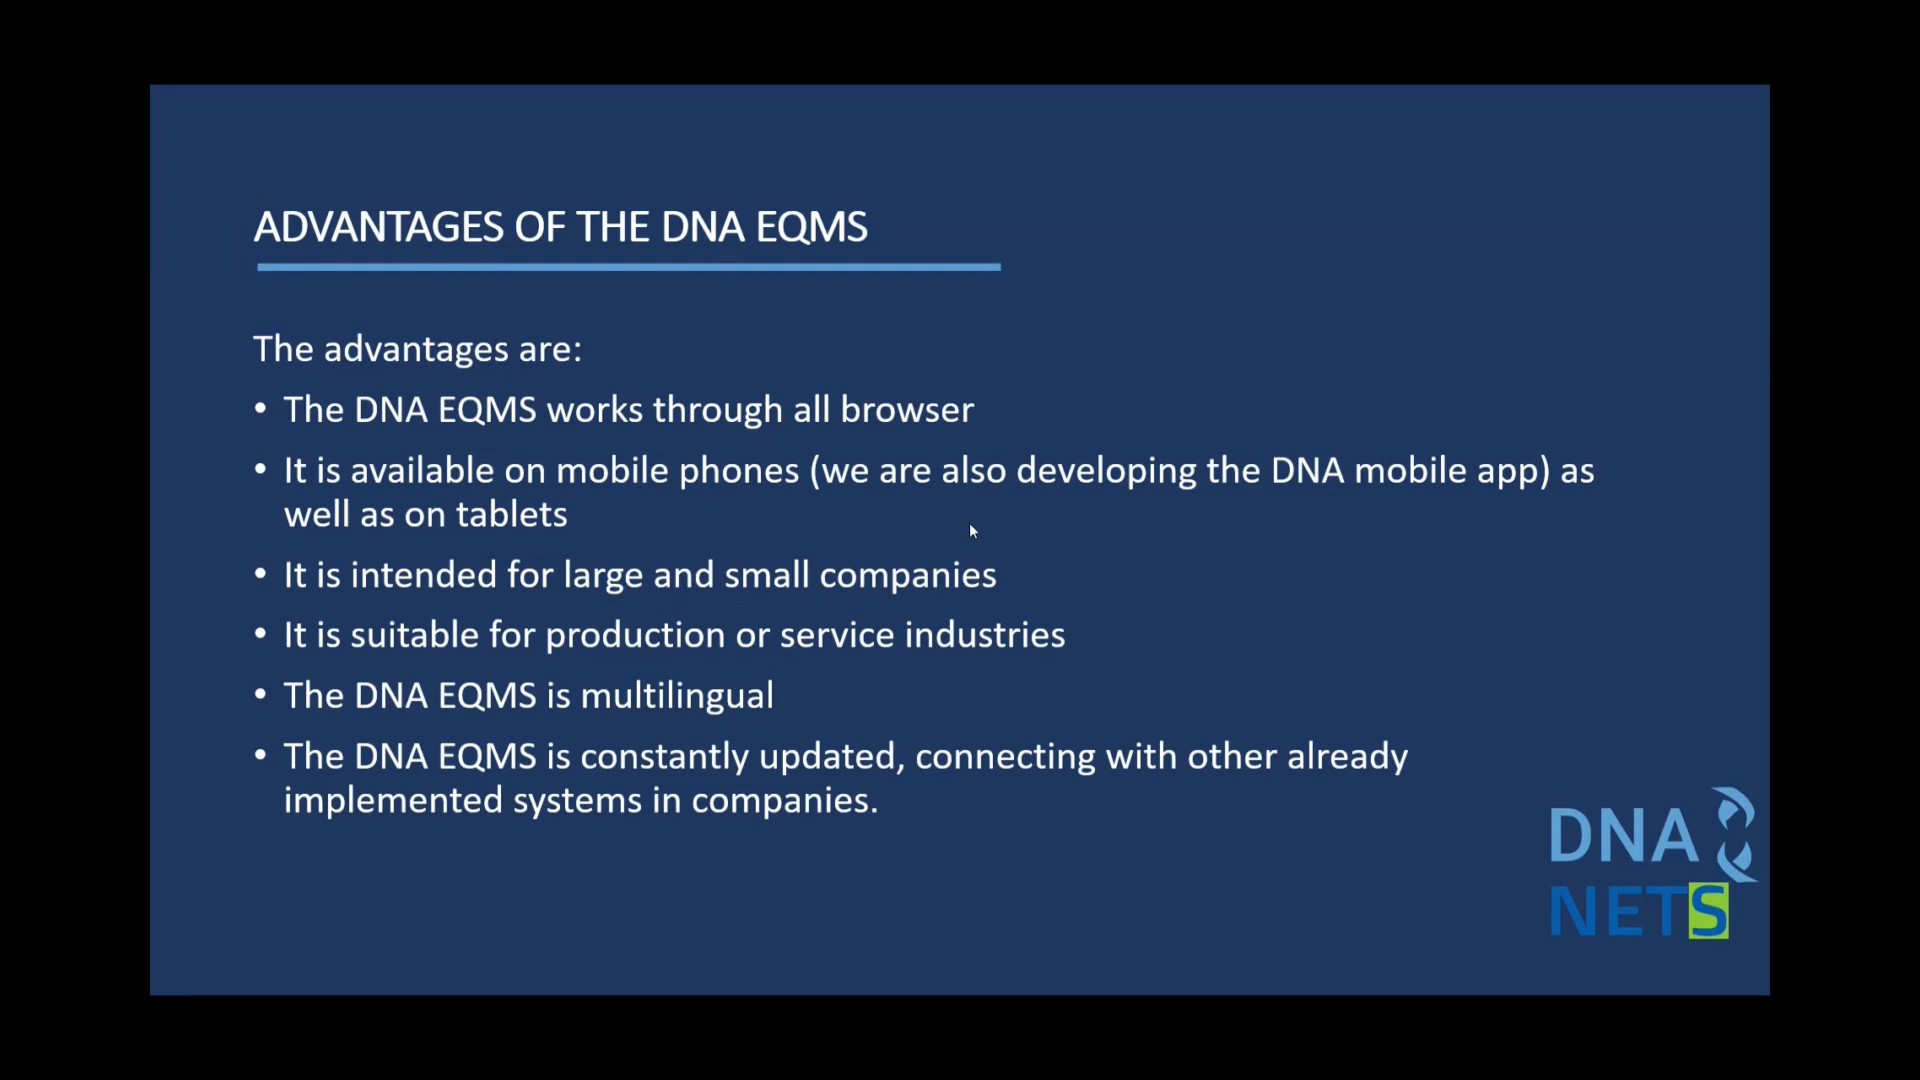 ADVANTAGES OF THE DNA EQMS
The advantages are:
• The DNA EQMS works through all browser
• It is available on mobile phones (we are also developing the DNA mobile app) as
well as on tablets
• It is intended for large and small companies
• It is suitable for production or service industries
• The DNA EQMS is multilingual
• The DNA EQMS is constantly updated, connecting with other already
implemented systems in companies.
DNA
NETS